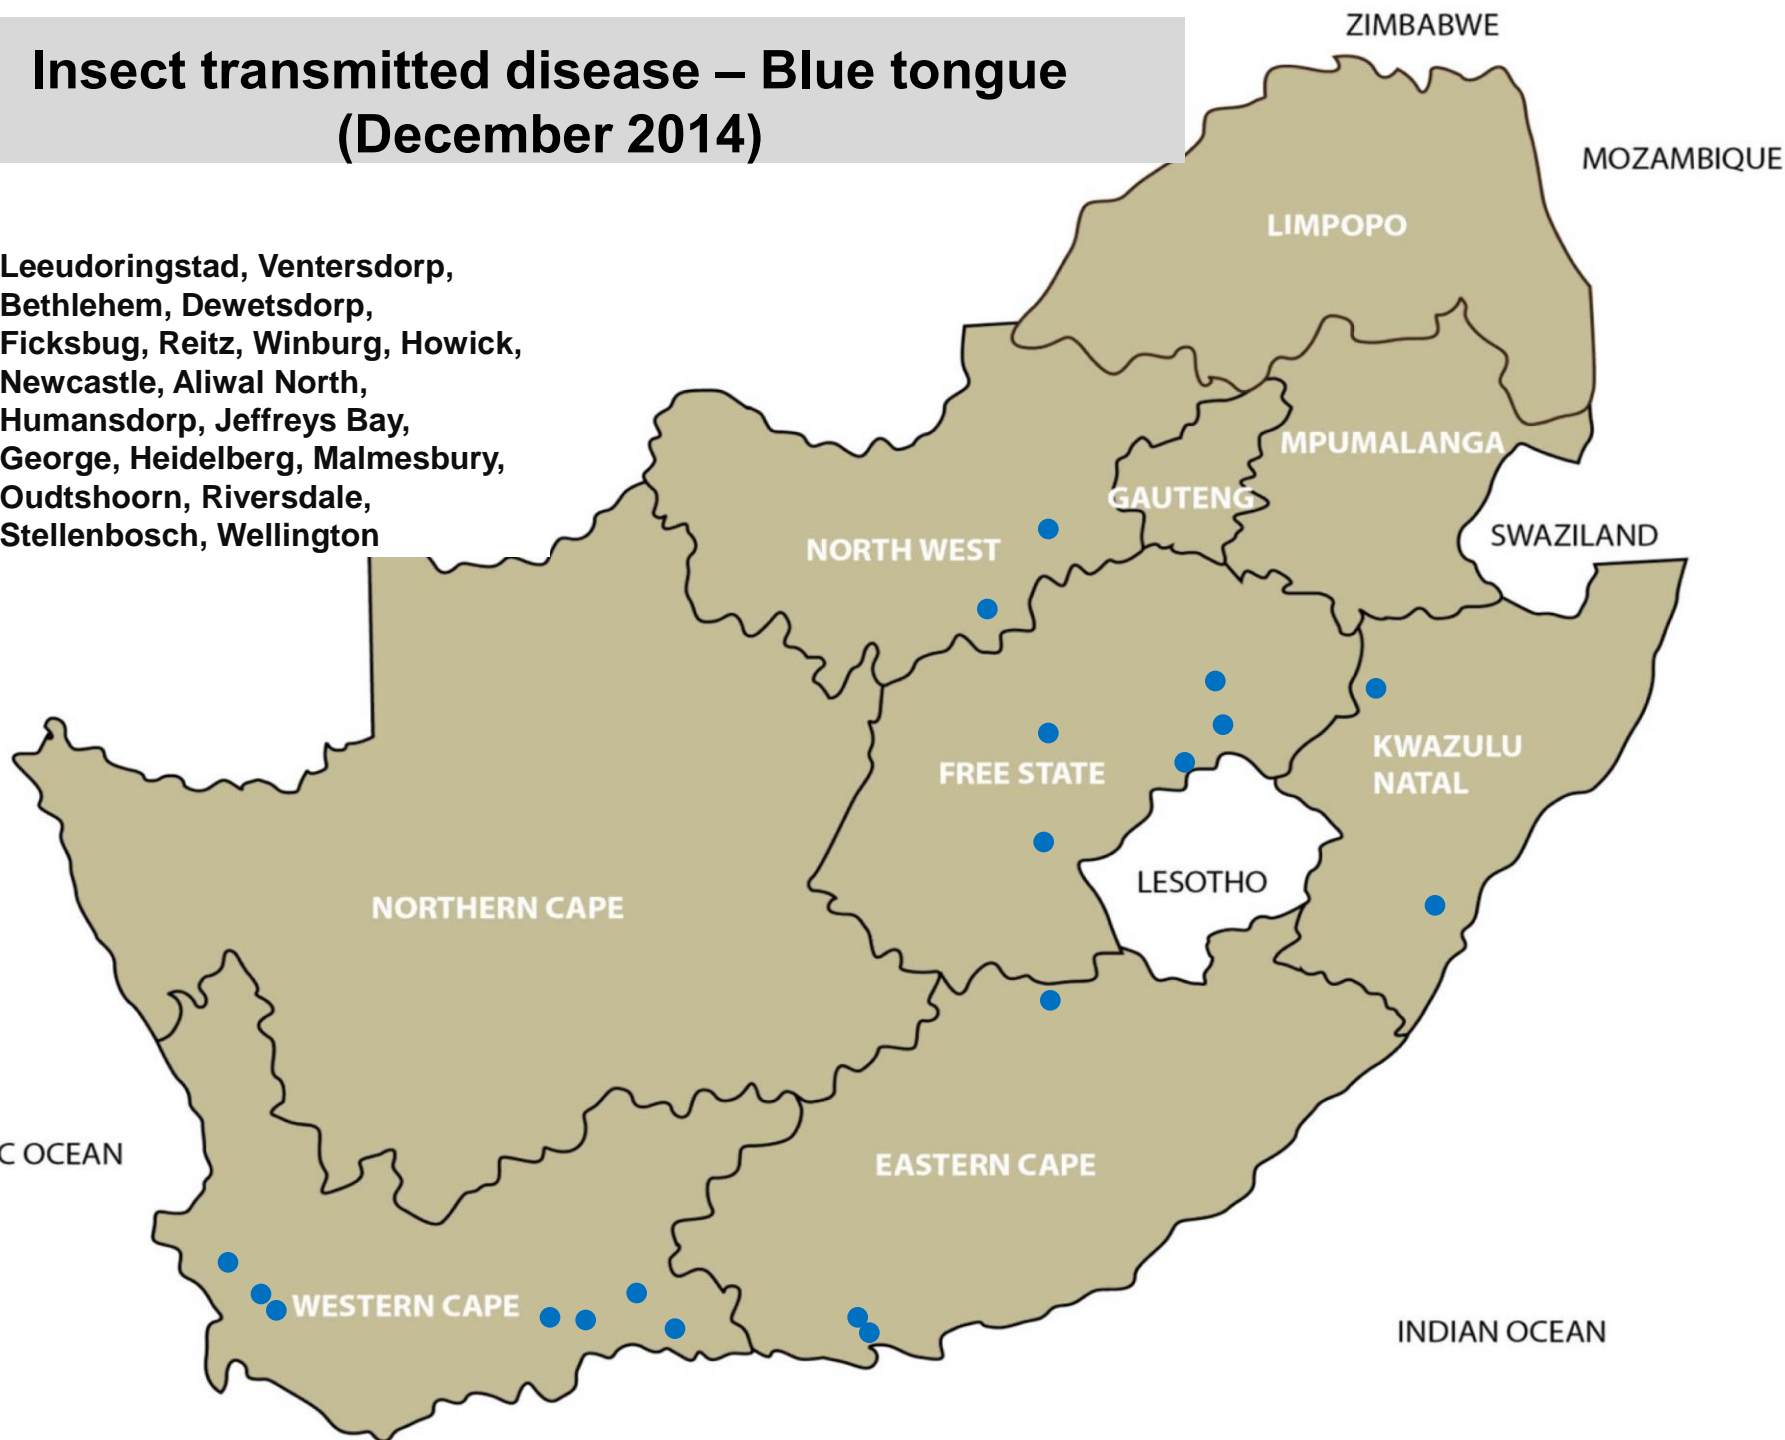 ZIMBABWE
Insect transmitted disease – Blue tongue
(December 2014)
MOZAMBIQUE
LIMPOPO
Leeudoringstad, Ventersdorp,
Bethlehem, Dewetsdorp,
Ficksbug, Reitz, Winburg, Howick,
Newcastle, Aliwal North,
Humansdorp, Jeffreys Bay,
George, Heidelberg, Malmesbury,
Oudtshoorn, Riversdale,
Stellenbosch, Wellington
MPUMALANGA
GAUTENG
SWAZILAND
NORTH WEST
KWAZULU
NATAL
FREE STATE
LESOTHO
NORTHERN CAPE
C OCEAN
EASTERN CAPE
WESTERN CAPE
INDIAN OCEAN